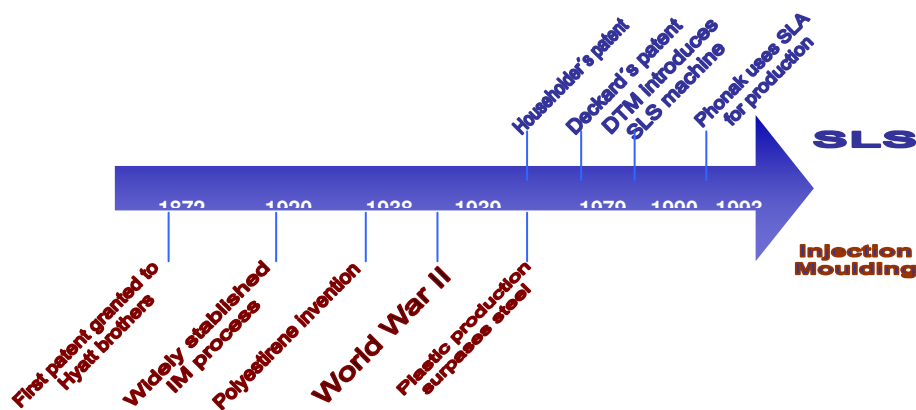 Householder´s patent
Deckard´s patent
DTM introduces
SLS machine
Phonak uses SLA
for production
SLS
Injection
Moulding
First patent granted to
Hyatt brothers
Widely stablished
IM process
Polyestirene invention
World War II
Plastic production
surpases steel